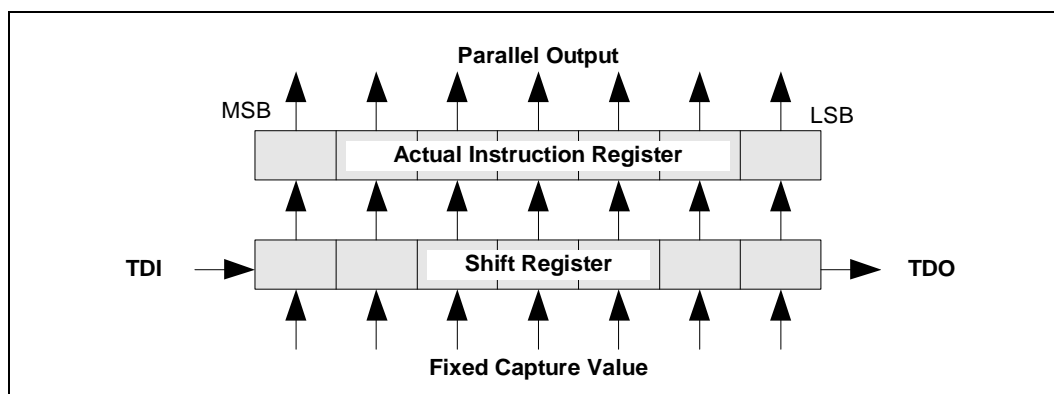 Parallel Output
MSB
LSB
Actual Instruction Register
TDI
Shift Register
TDO
Fixed Capture Value